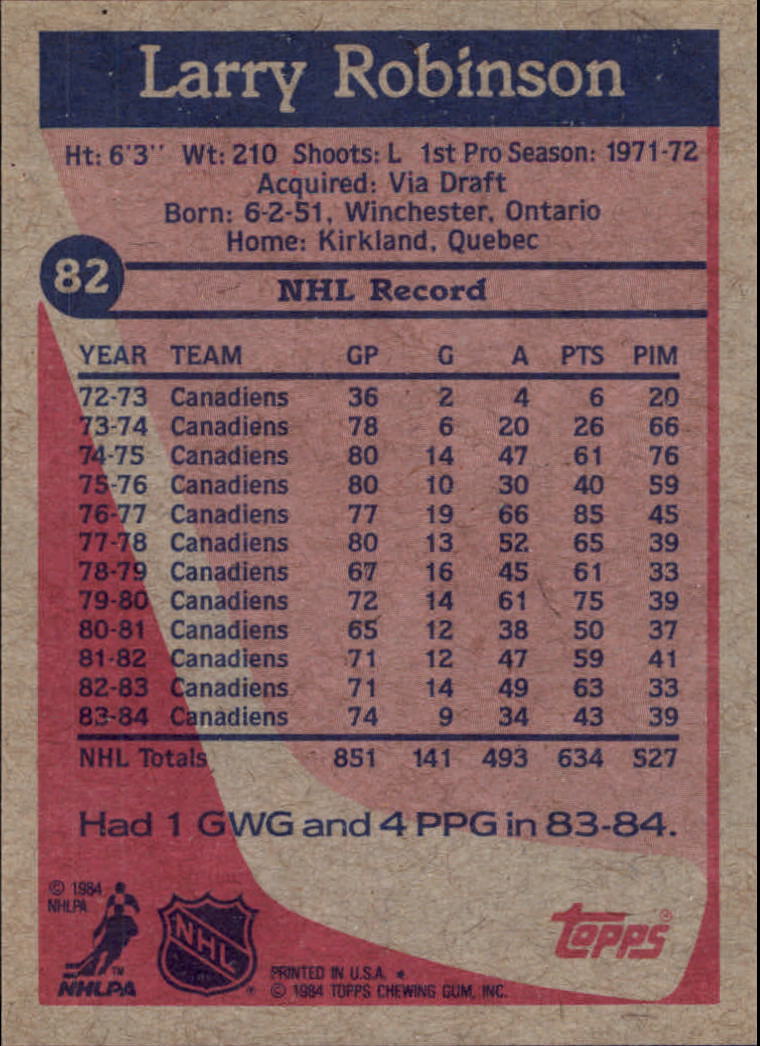 Larry Robinson
Ht: 6'3'' Wt: 210 Shoots: L 1st Pro Season: 1971-72
Acquired: Via Draft
Born: 6-2-51, Winchester, Ontario
Home: Kirkland, Quebec
82
NHL Record
YEAR TEAM GP G A PTS PIM
72-73 Canadiens 36 2 4 6 20
73-74 Canadiens 78 6 20 26 66
74-75 Canadiens 80 14 47 61 76
75-76 Canadiens 80 10 30 40 59
76-77 Canadiens 77 19 66 85 45
77-78 Canadiens 80 13 52 65 39
78-79 Canadiens 67 16 45 61 33
79-80 Canadiens 72 14 61 75 39
80-81 Canadiens 65 12 38 50 37
81-82 Canadiens 71 12 47 59 41
82-83 Canadiens 71 14 49 63 33
83-84 Canadiens 74 9 34 43 39
NHL Totals 851 141 493 634 527
Had 1 GWG and 4 PPG in 83-84.
© 1984
NHLPA
NHLPA ™
NHL ®
topps ®
PRINTED IN U.S.A. *
© 1984 TOPPS CHEWING GUM, INC.